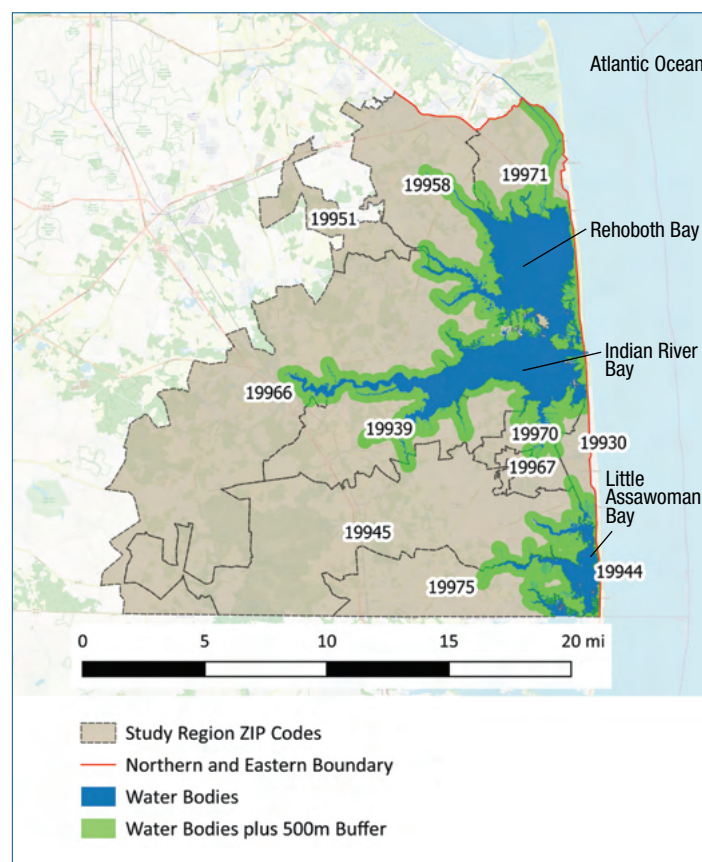 Atlantic Ocean
19958
19971
19951
Rehoboth Bay
Indian River
Bay
19966
19939
19970
19930
19967
Little
Assawoman
Bay
19945
19975
19944
0 5 10 15 20 mi
Study Region ZIP Codes
Northern and Eastern Boundary
Water Bodies
Water Bodies plus 500m Buffer